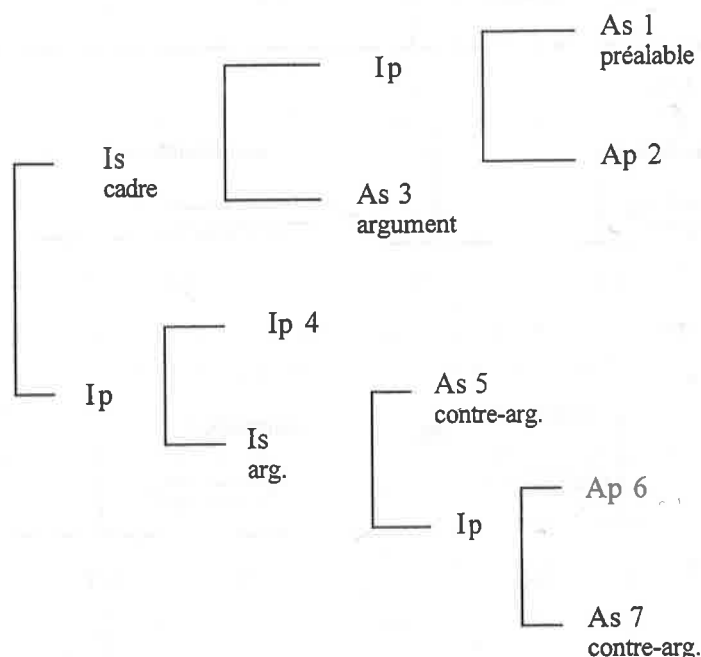 As 1
préalable
Ip
Ap 2
Is
cadre
As 3
argument
Ip 4
Ip
As 5
contre-arg.
Is
arg.
Ap 6
Ip
As 7
contre-arg.